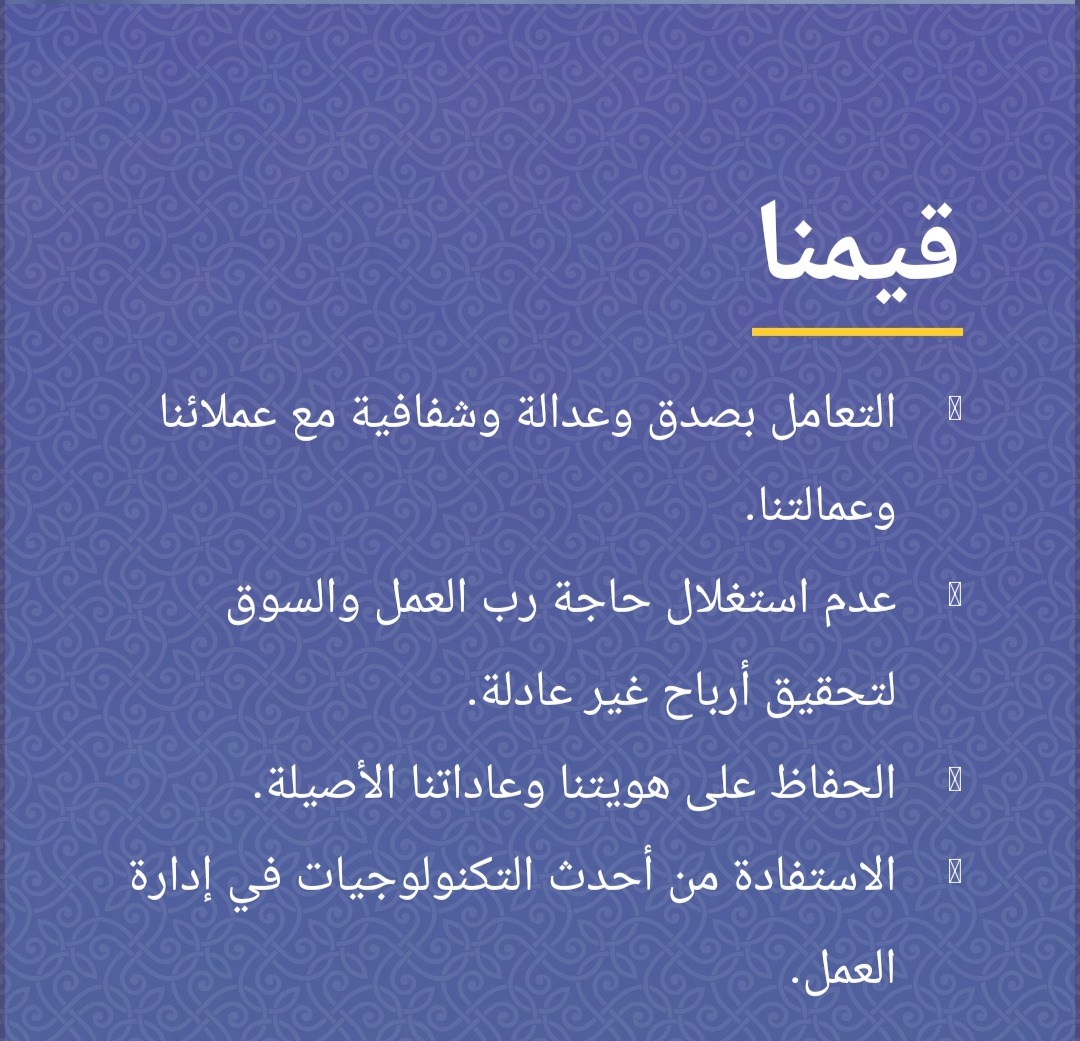 قيمنا
التعامل بصدق وعدالة وشفافية مع عملائنا
وعمالتنا.
عدم استغلال حاجة رب العمل والسوق
لتحقيق أرباح غير عادلة.
الحفاظ على هويتنا وعاداتنا الأصيلة.
الاستفادة من أحدث التكنولوجيات في إدارة
العمل.